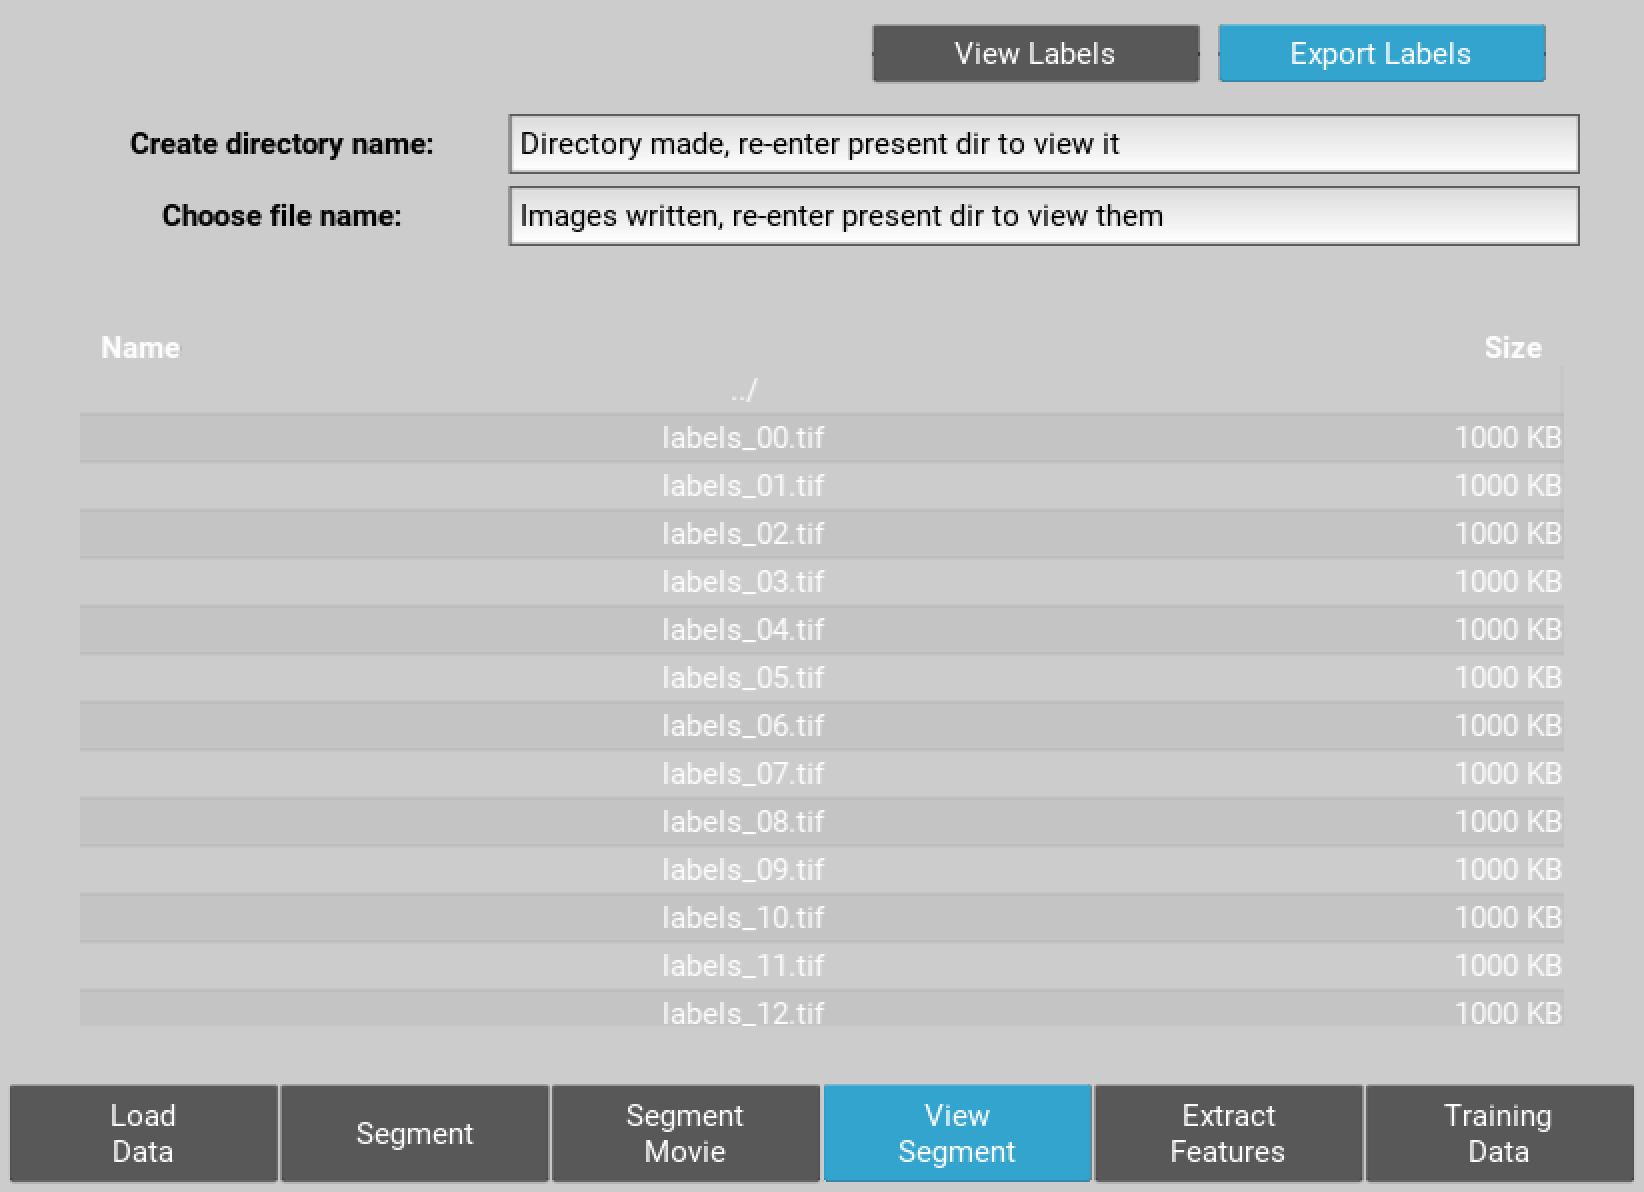 View Labels Export Labels
Create directory name: Directory made, re-enter present dir to view it
Choose file name: Images written, re-enter present dir to view them
Name Size
../
labels_00.tif 1000 KB
labels_01.tif 1000 KB
labels_02.tif 1000 KB
labels_03.tif 1000 KB
labels_04.tif 1000 KB
labels_05.tif 1000 KB
labels_06.tif 1000 KB
labels_07.tif 1000 KB
labels_08.tif 1000 KB
labels_09.tif 1000 KB
labels_10.tif 1000 KB
labels_11.tif 1000 KB
labels_12.tif 1000 KB
Load
Data
Segment
Segment
Movie
View
Segment
Extract
Features
Training
Data